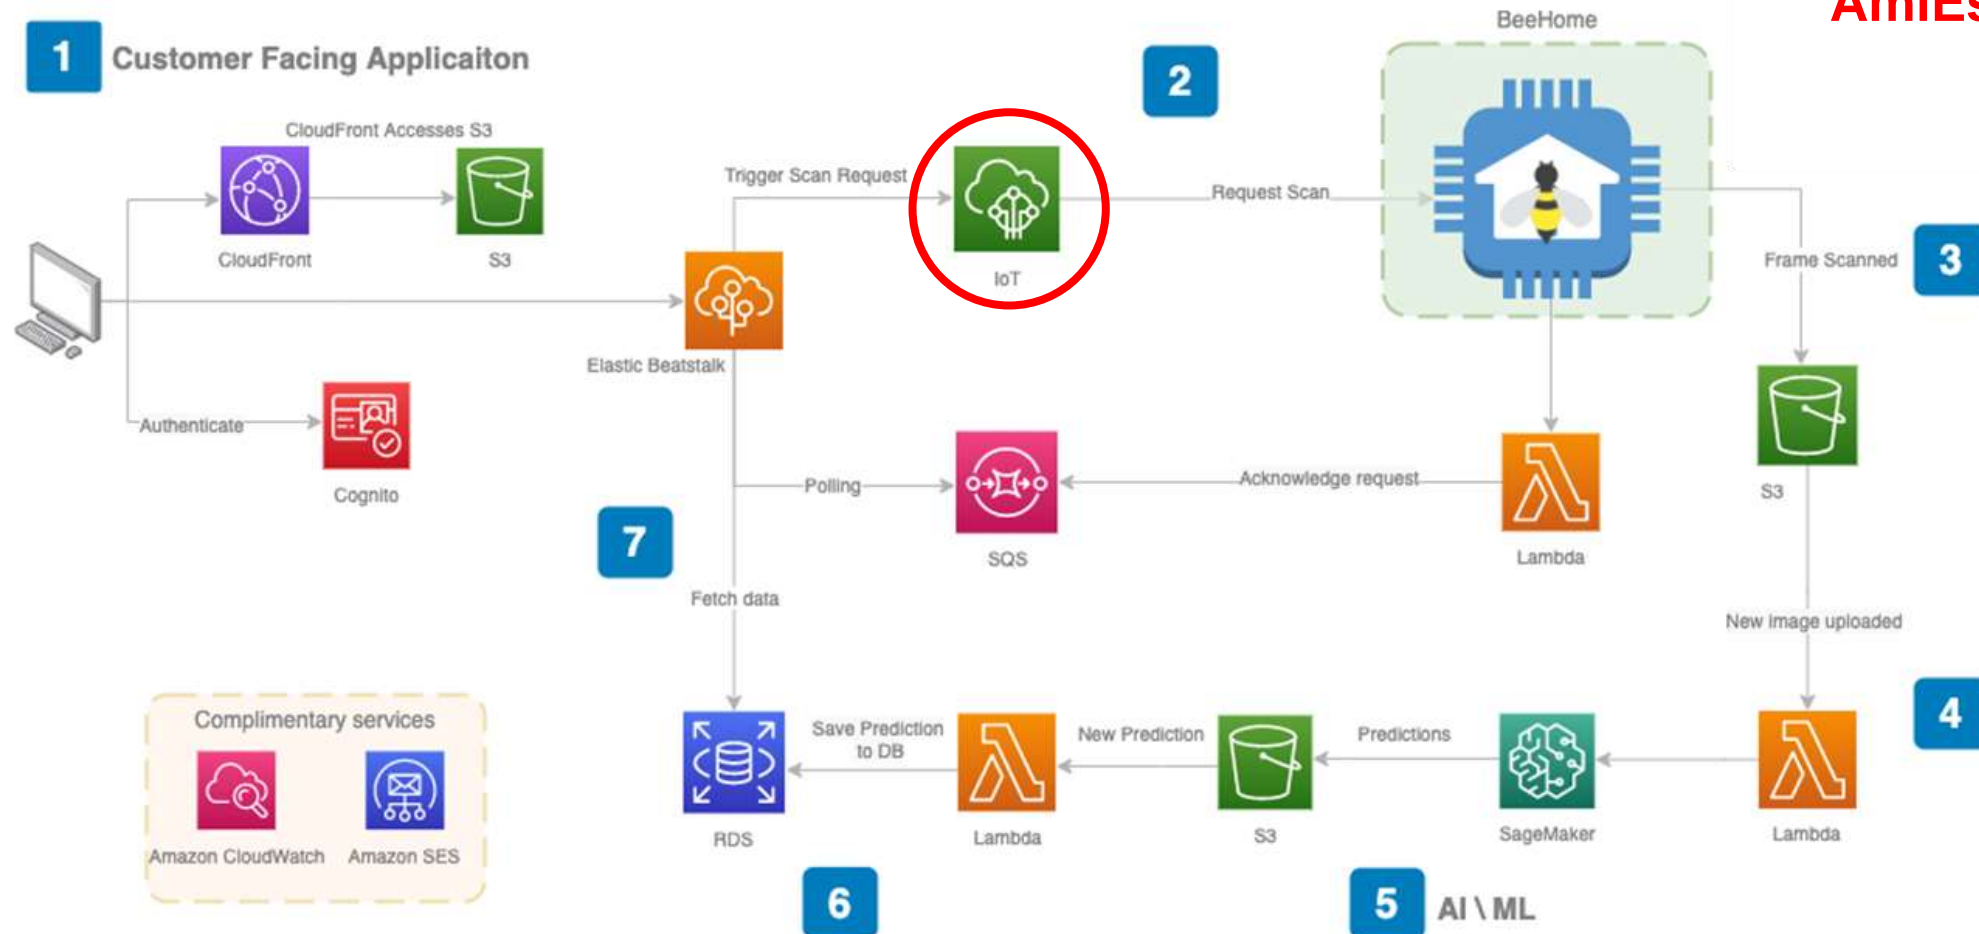 AmiEs
BeeHome
1 Customer Facing Applicaiton
2
CloudFront Accesses S3
Trigger Scan Request
Request Scan
CloudFront
S3
IoT
Frame Scanned
3
Elastic Beatstalk
Authenticate
Cognito
Polling
SQS
Acknowledge request
Lambda
S3
7
Fetch data
New image uploaded
4
Complimentary services
Amazon CloudWatch
Amazon SES
Save Prediction
to DB
New Prediction
Predictions
RDS
Lambda
S3
SageMaker
Lambda
6
5 AI \ ML